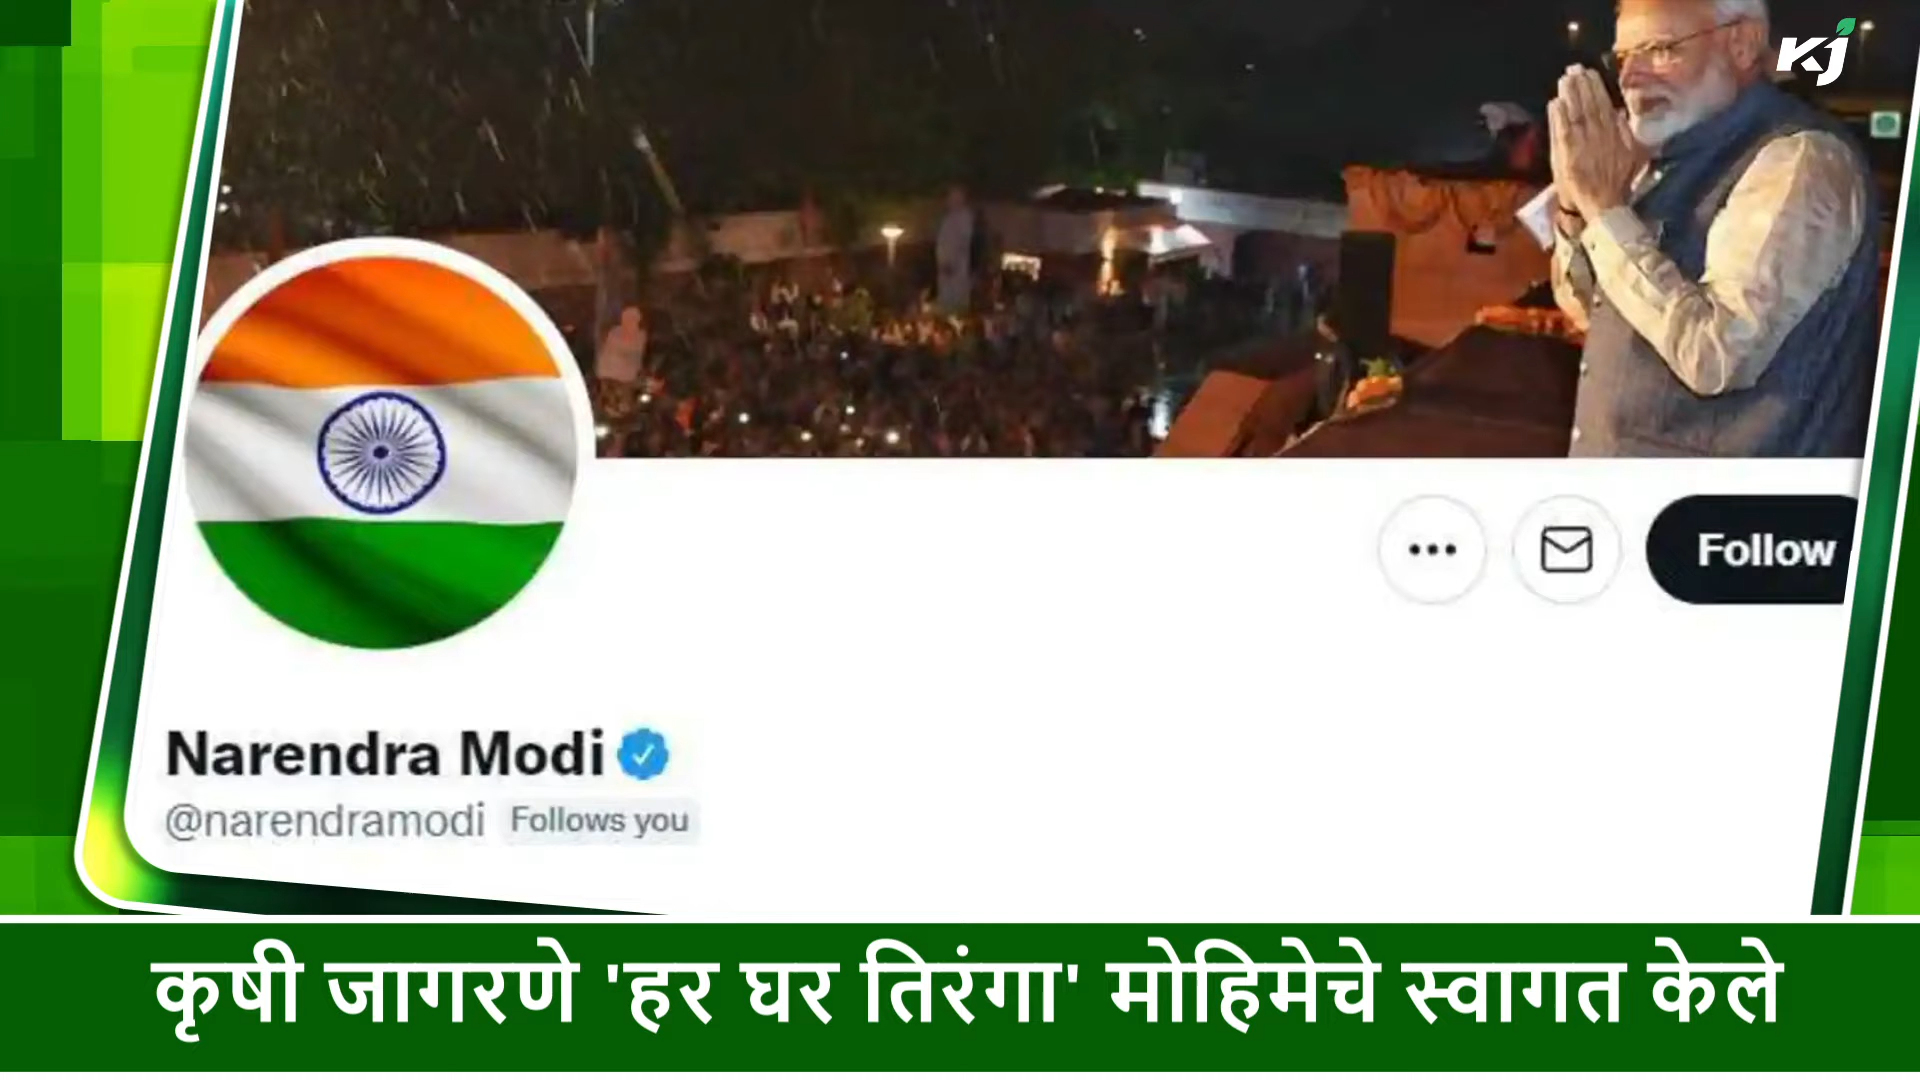 KJ
Follow
Narendra Modi
@narendramodi Follows you
कृषी जागरणे 'हर घर तिरंगा' मोहिमेचे स्वागत केले